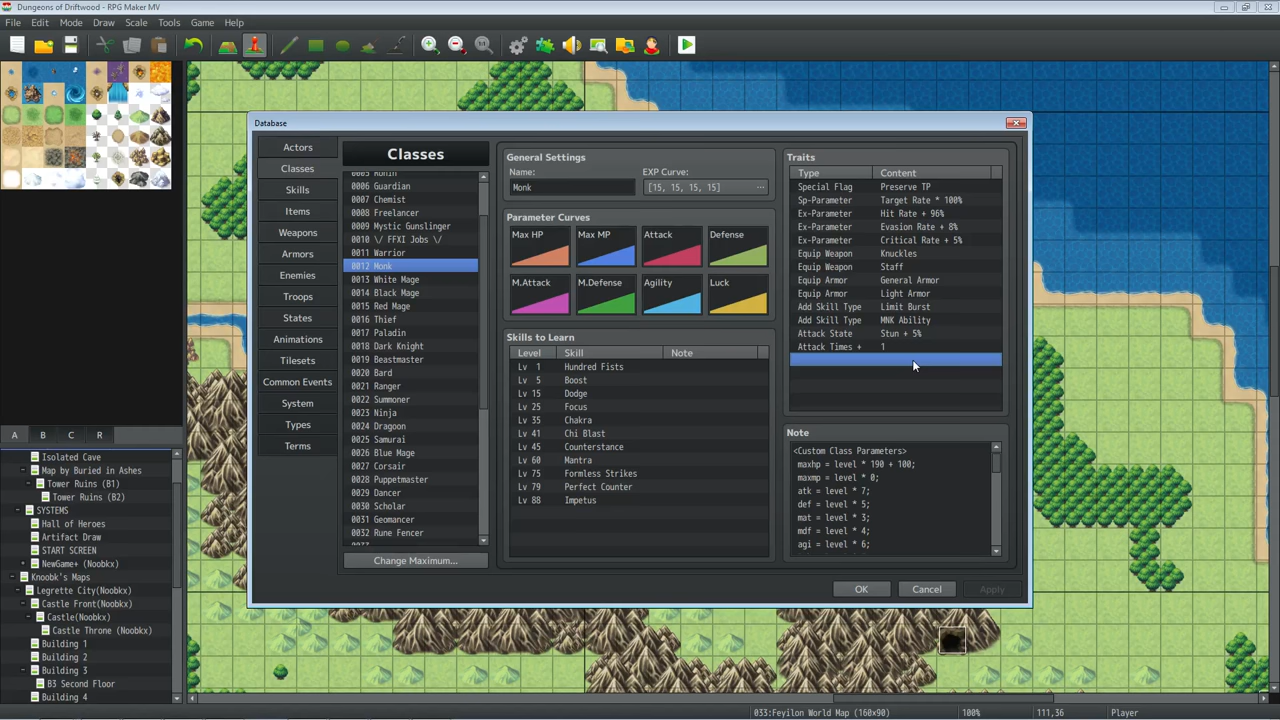 Dungeons of Driftwood - RPG Maker MV
File Edit Mode Draw Scale Tools Game Help
Database
Actors
Classes
Skills
Items
Weapons
Armors
Enemies
Troops
States
Animations
Tilesets
Common Events
System
Types
Terms
Classes
0006 Guardian
0007 Chemist
0008 Freelancer
0009 Mystic Gunslinger
0010 \/ FFXI Jobs \/
0011 Warrior
0012 Monk
0013 White Mage
0014 Black Mage
0015 Red Mage
0016 Thief
0017 Paladin
0018 Dark Knight
0019 Beastmaster
0020 Bard
0021 Ranger
0022 Summoner
0023 Ninja
0024 Dragoon
0025 Samurai
0026 Blue Mage
0027 Corsair
0028 Puppetmaster
0029 Dancer
0030 Scholar
0031 Geomancer
0032 Rune Fencer
Change Maximum...
General Settings
Name: EXP Curve:
Monk [15, 15, 15, 15] ...
Parameter Curves
Max HP Max MP Attack Defense
M.Attack M.Defense Agility Luck
Skills to Learn
Level Skill Note
Lv 1 Hundred Fists
Lv 5 Boost
Lv 15 Dodge
Lv 25 Focus
Lv 35 Chakra
Lv 41 Chi Blast
Lv 45 Counterstance
Lv 60 Mantra
Lv 75 Formless Strikes
Lv 79 Perfect Counter
Lv 88 Impetus
Traits
Type Content
Special Flag Preserve TP
Sp-Parameter Target Rate * 100%
Ex-Parameter Hit Rate + 96%
Ex-Parameter Evasion Rate + 8%
Ex-Parameter Critical Rate + 5%
Equip Weapon Knuckles
Equip Weapon Staff
Equip Armor General Armor
Equip Armor Light Armor
Add Skill Type Limit Burst
Add Skill Type MNK Ability
Attack State Stun + 5%
Attack Times + 1
Note
<Custom Class Parameters>
maxhp = level * 190 + 100;
maxmp = level * 0;
atk = level * 7;
def = level * 5;
mat = level * 3;
mdf = level * 4;
agi = level * 6;
OK Cancel Apply
A B C R
Isolated Cave
Map by Buried in Ashes
Tower Ruins (B1)
Tower Ruins (B2)
SYSTEMS
Hall of Heroes
Artifact Draw
START SCREEN
NewGame+ (Noobkx)
Knoobk's Maps
Legrette City(Noobkx)
Castle Front(Noobkx)
Castle(Noobkx)
Castle Throne (Noobkx)
Building 1
Building 2
Building 3
B3 Second Floor
Building 4
033:Feyilon World Map (160x90) 100% 111,36 Player